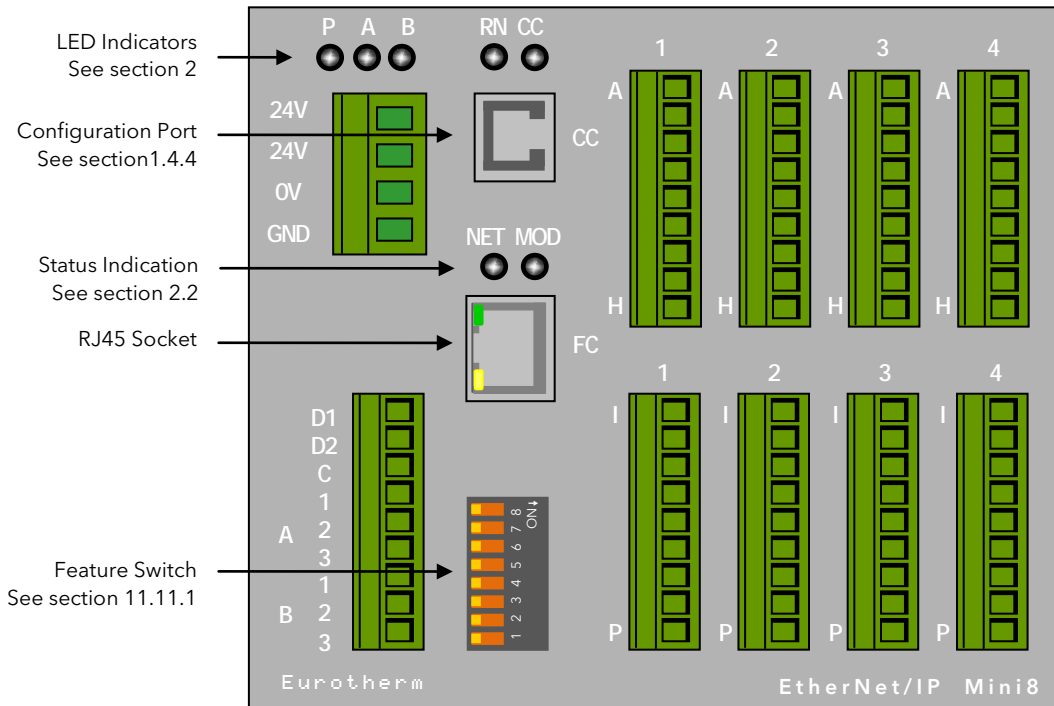 LED Indicators
See section 2
Configuration Port
See section1.4.4
Status Indication
See section 2.2
RJ45 Socket
Feature Switch
See section 11.11.1
P A B
RN CC
24V
24V
0V
GND
CC
NET MOD
FC
D1
D2
C
1
A 2
3
1
B 2
3
ON
8
7
6
5
4
3
2
1
1 2 3 4
A A A A
H H H H
1 2 3 4
I I I I
P P P P
Eurotherm
EtherNet/IP Mini8